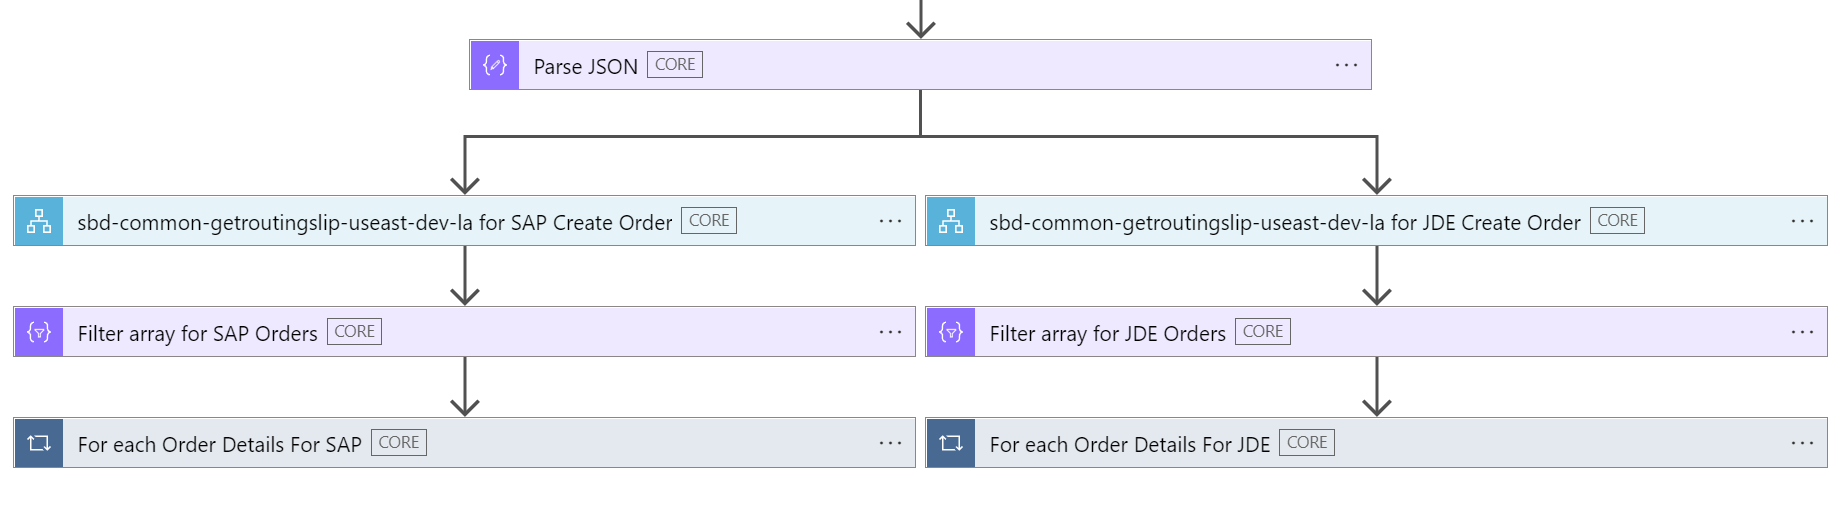 Parse JSON CORE ···
sbd-common-getroutingslip-useast-dev-la for SAP Create Order CORE ···
sbd-common-getroutingslip-useast-dev-la for JDE Create Order CORE ···
Filter array for SAP Orders CORE ···
Filter array for JDE Orders CORE ···
For each Order Details For SAP CORE ···
For each Order Details For JDE CORE ···